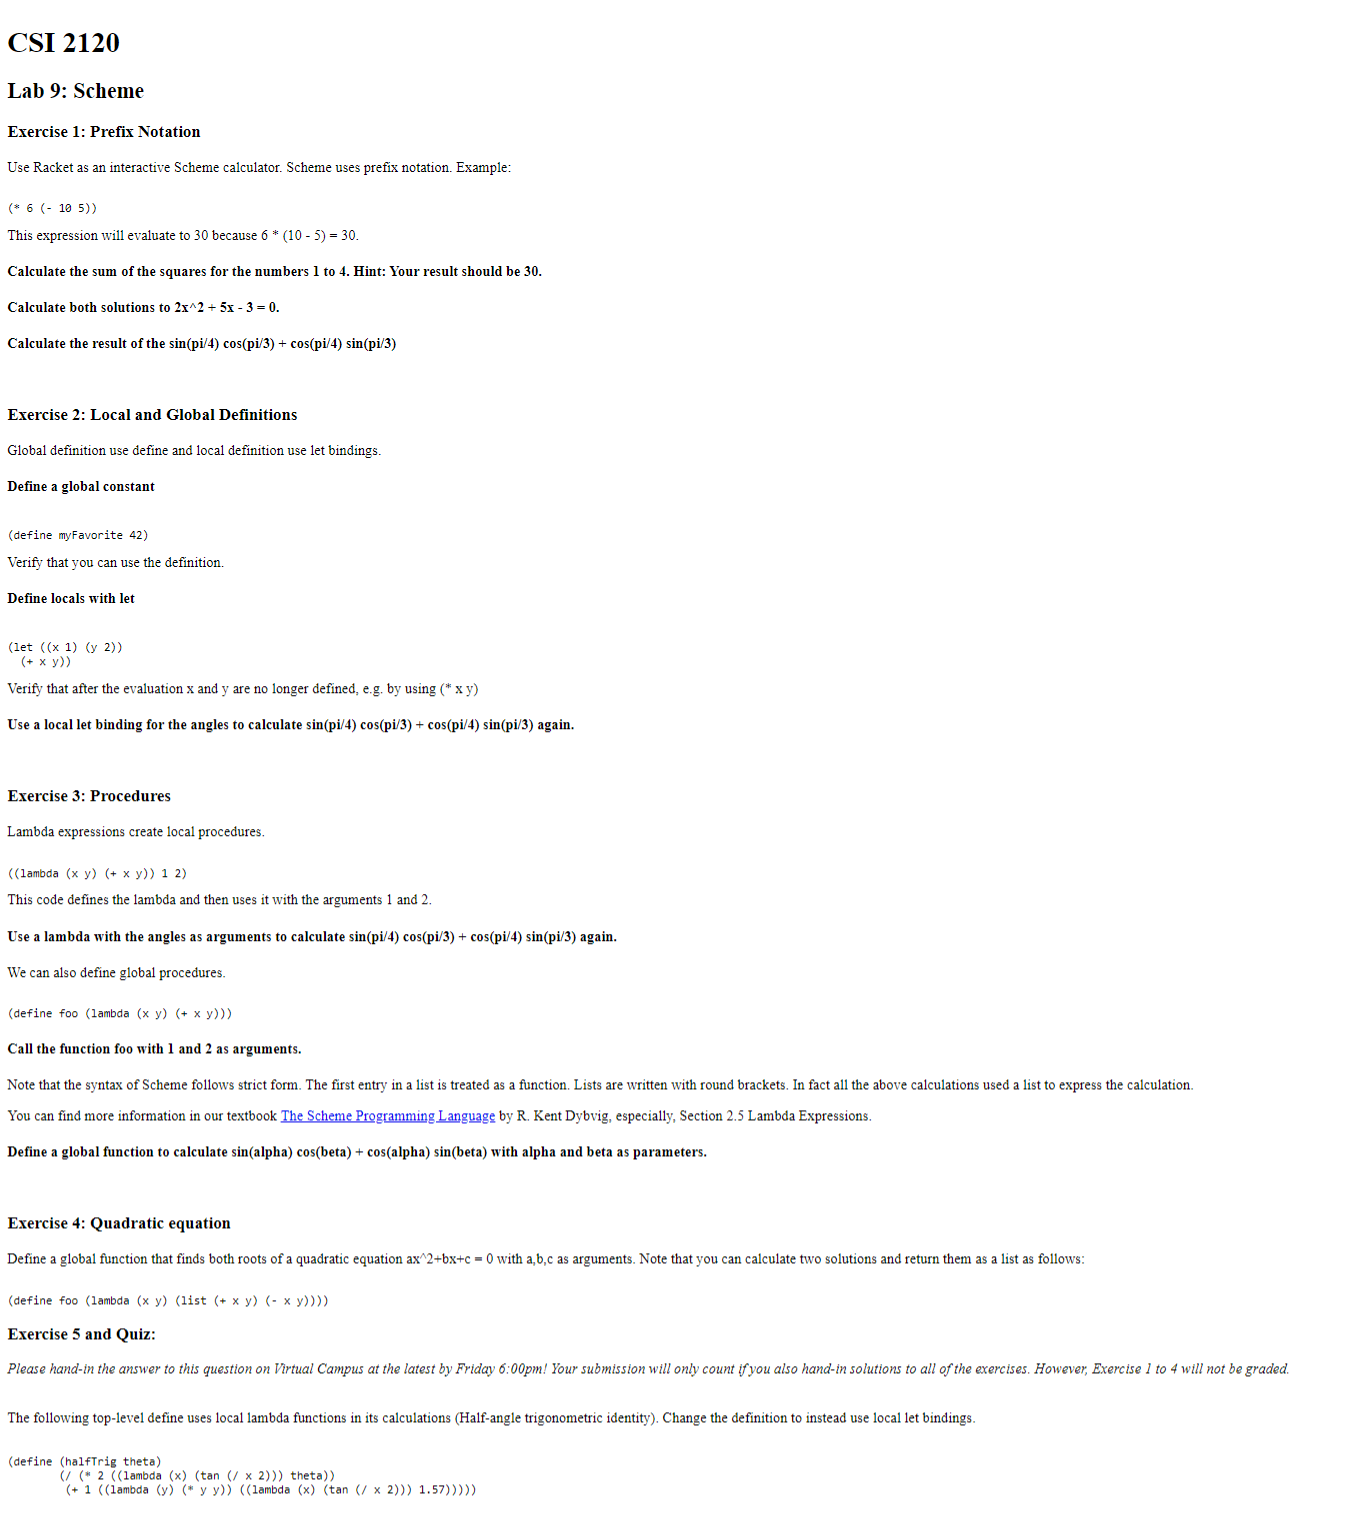 CSI 2120
Lab 9: Scheme
Exercise 1: Prefix Notation
Use Racket as an interactive Scheme calculator. Scheme uses prefix notation. Example:
(* 6 (- 10 5))
This expression will evaluate to 30 because 6 * (10 - 5) = 30.
Calculate the sum of the squares for the numbers 1 to 4. Hint: Your result should be 30.
Calculate both solutions to 2x^2 + 5x - 3 = 0.
Calculate the result of the sin(pi/4) cos(pi/3) + cos(pi/4) sin(pi/3)
Exercise 2: Local and Global Definitions
Global definition use define and local definition use let bindings.
Define a global constant
(define myFavorite 42)
Verify that you can use the definition.
Define locals with let
(let ((x 1) (y 2))
  (+ x y))
Verify that after the evaluation x and y are no longer defined, e.g. by using (* x y)
Use a local let binding for the angles to calculate sin(pi/4) cos(pi/3) + cos(pi/4) sin(pi/3) again.
Exercise 3: Procedures
Lambda expressions create local procedures.
((lambda (x y) (+ x y)) 1 2)
This code defines the lambda and then uses it with the arguments 1 and 2.
Use a lambda with the angles as arguments to calculate sin(pi/4) cos(pi/3) + cos(pi/4) sin(pi/3) again.
We can also define global procedures.
(define foo (lambda (x y) (+ x y)))
Call the function foo with 1 and 2 as arguments.
Note that the syntax of Scheme follows strict form. The first entry in a list is treated as a function. Lists are written with round brackets. In fact all the above calculations used a list to express the calculation.
You can find more information in our textbook The Scheme Programming Language by R. Kent Dybvig, especially, Section 2.5 Lambda Expressions.
Define a global function to calculate sin(alpha) cos(beta) + cos(alpha) sin(beta) with alpha and beta as parameters.
Exercise 4: Quadratic equation
Define a global function that finds both roots of a quadratic equation ax^2+bx+c = 0 with a,b,c as arguments. Note that you can calculate two solutions and return them as a list as follows:
(define foo (lambda (x y) (list (+ x y) (- x y))))
Exercise 5 and Quiz:
Please hand-in the answer to this question on Virtual Campus at the latest by Friday 6:00pm! Your submission will only count if you also hand-in solutions to all of the exercises. However, Exercise 1 to 4 will not be graded.
The following top-level define uses local lambda functions in its calculations (Half-angle trigonometric identity). Change the definition to instead use local let bindings.
(define (halfTrig theta)
        (/ (* 2 ((lambda (x) (tan (/ x 2))) theta))
         (+ 1 ((lambda (y) (* y y)) ((lambda (x) (tan (/ x 2))) 1.57)))))